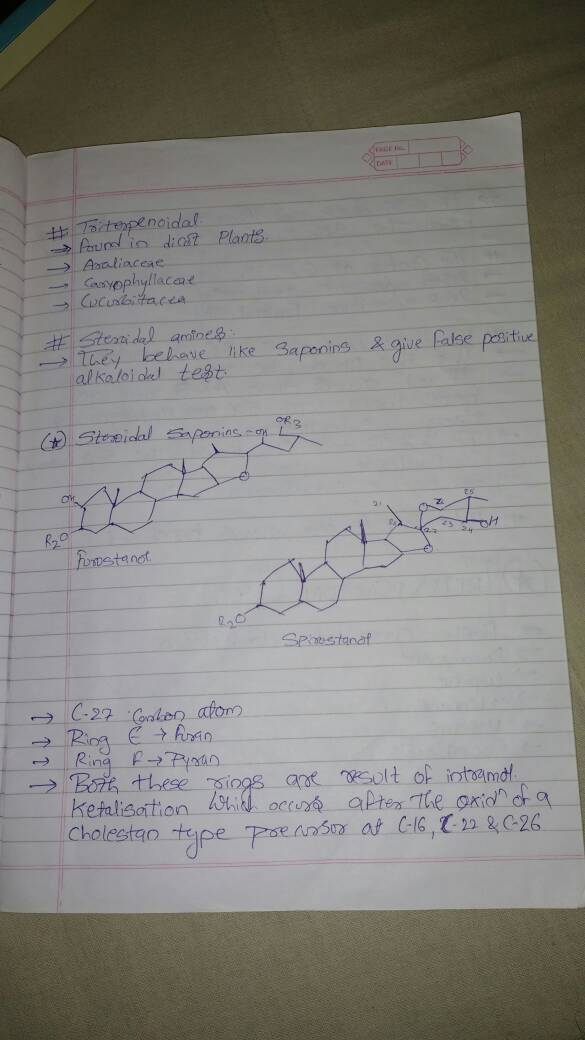 PAGE No.
DATE
# Triterpenoidal
→ found in dicot Plants.
→ Araliaceae
→ Caryophyllaceae
→ Cucurbitacea
# Steroidal amines:
→ They behave like Saponins & give false positive
alkaloidal test.
(*) Steroidal Saponins -
OH
OR3
OH
R2O
Furostanol
21
25
23
24
OH
22
R2O
Spirostanol
→ C-27 Carbon atom
→ Ring E → furan
→ Ring F → Pyran
→ Both these rings are result of intramol.
Ketalisation Which occurs after The oxidn of a
Cholestan type precursor at C-16, C-22 & C-26